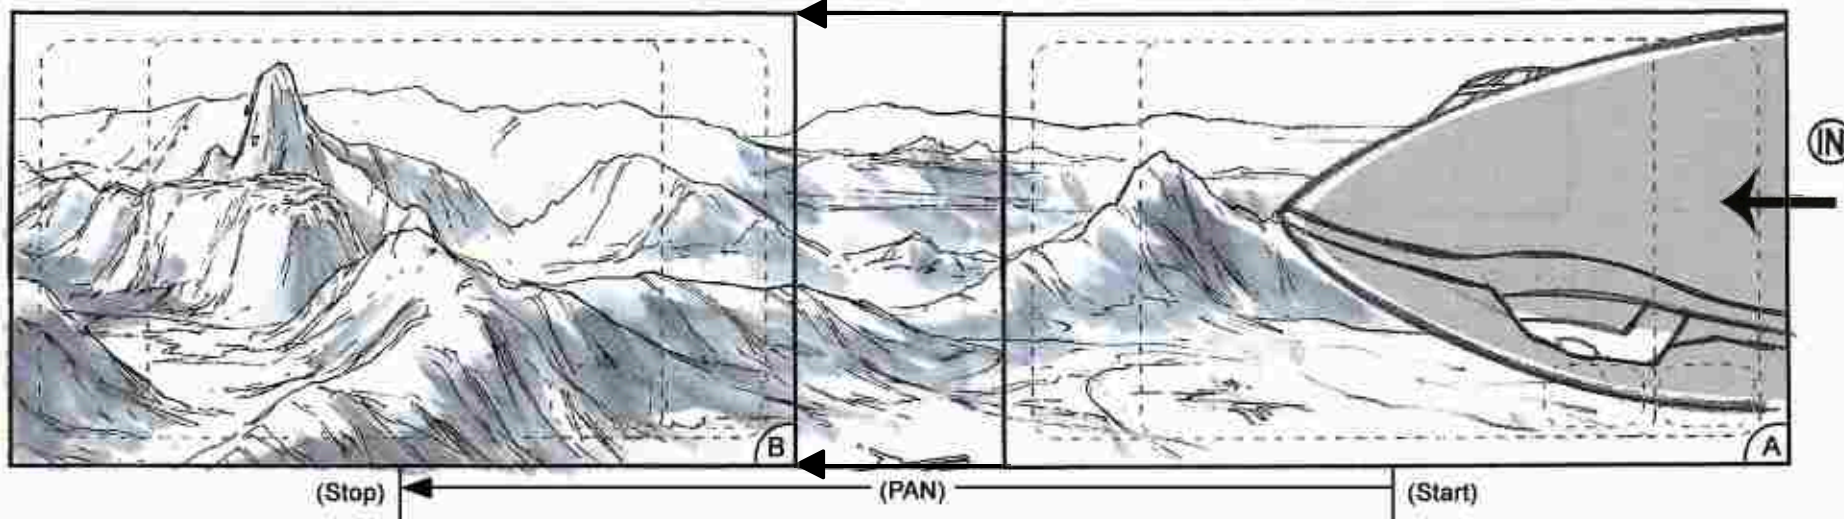 IN
B
A
(Stop)
(PAN)
(Start)